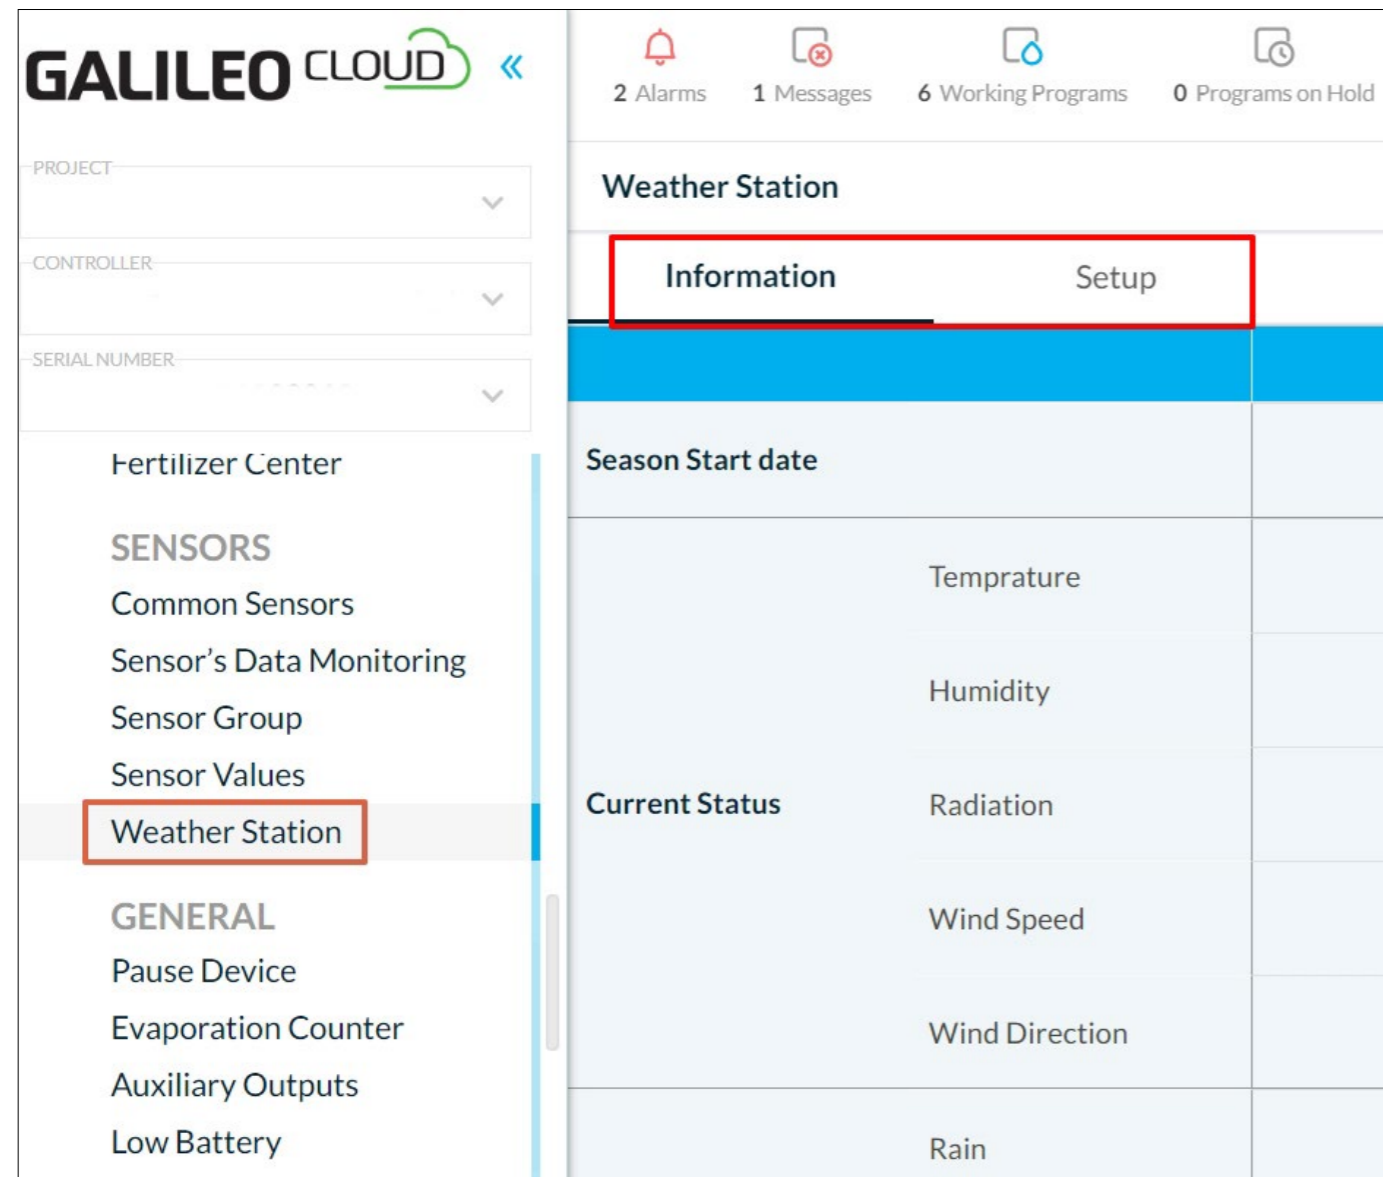 GALILEO CLOUD «
2 Alarms 1 Messages 6 Working Programs 0 Programs on Hold
PROJECT
CONTROLLER
SERIAL NUMBER
Fertilizer Center
SENSORS
Common Sensors
Sensor’s Data Monitoring
Sensor Group
Sensor Values
Weather Station
GENERAL
Pause Device
Evaporation Counter
Auxiliary Outputs
Low Battery
Weather Station
Information Setup
Season Start date
Current Status
Temprature
Humidity
Radiation
Wind Speed
Wind Direction
Rain